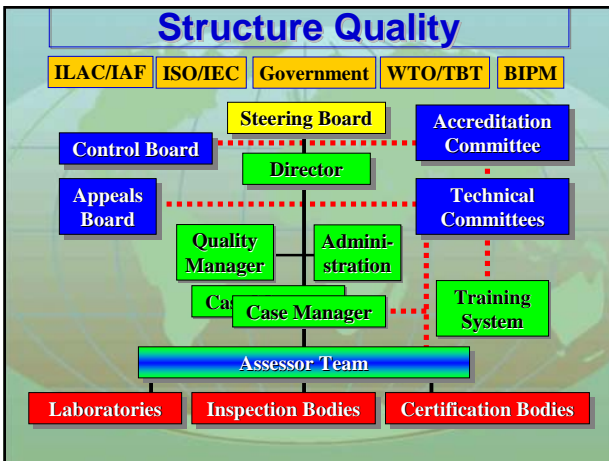 Structure Quality
ILAC/IAF
ISO/IEC
Government
WTO/TBT
BIPM
Steering Board
Accreditation
Committee
Control Board
Director
Appeals
Board
Technical
Committees
Quality
Manager
Admini-
stration
Case Manager
Training
System
Assessor Team
Laboratories
Inspection Bodies
Certification Bodies